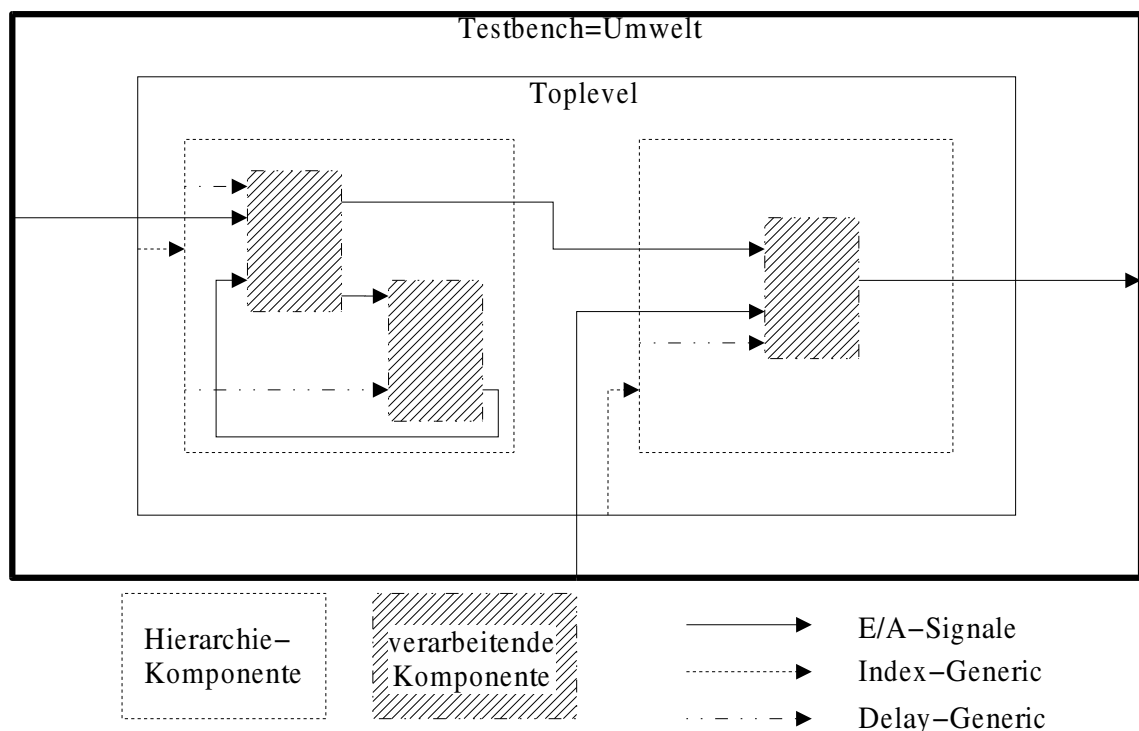 Testbench=Umwelt
Toplevel
Hierarchie−
Komponente
verarbeitende
Komponente
E/A−Signale
Index−Generic
Delay−Generic